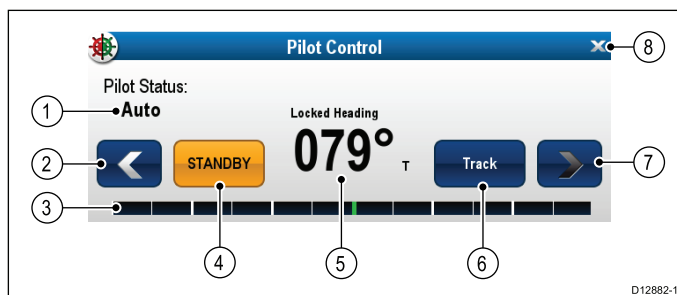 Pilot Control
8
Pilot Status:
1
Auto
Locked Heading
2
STANDBY
079° T
Track
7
3
4
5
6
D12882-1